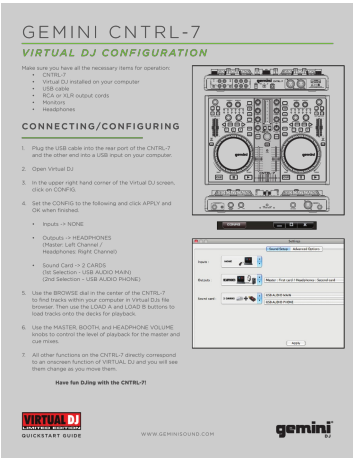 GEMINI CNTRL-7
VIRTUAL DJ CONFIGURATION
Make sure you have all the necessary items for operation:
• CNTRL-7
• Virtual DJ installed on your computer
• USB cable
• RCA or XLR output cords
• Monitors
• Headphones
CONNECTING/CONFIGURING
1. Plug the USB cable into the rear port of the CNTRL-7
and the other end into a USB input on your computer.
2. Open Virtual DJ
3. In the upper right hand corner of the Virtual DJ screen,
click on CONFIG.
4. Set the CONFIG to the following and click APPLY and
OK when finished.
• Inputs -> NONE
• Outputs -> HEADPHONES
(Master: Left Channel /
Headphones: Right Channel)
• Sound Card -> 2 CARDS
(1st Selection - USB AUDIO MAIN)
(2nd Selection – USB AUDIO PHONE)
5. Use the BROWSE dial in the center of the CNTRL-7
to find tracks within your computer in Virtual DJs file
browser. Then use the LOAD A and LOAD B buttons to
load tracks onto the decks for playback.
6. Use the MASTER, BOOTH, and HEADPHONE VOLUME
knobs to control the level of playback for the master and
cue mixes.
7. All other functions on the CNTRL-7 directly correspond
to an onscreen function of VIRTUAL DJ and you will see
them change as you move them.
Have fun DJing with the CNTRL-7!
CONFIG
Settings
Sound Setup Advanced Options
Inputs :
NONE
Outputs :
HEADPHONES
Master : First card / Headphones : Second card
Sound card :
2 CARDS
USB AUDIO MAIN
USB AUDIO PHONE
Apply
VIRTUAL DJ
LIMITED EDITION
QUICKSTART GUIDE
WWW.GEMINISOUND.COM
gemini
DJ